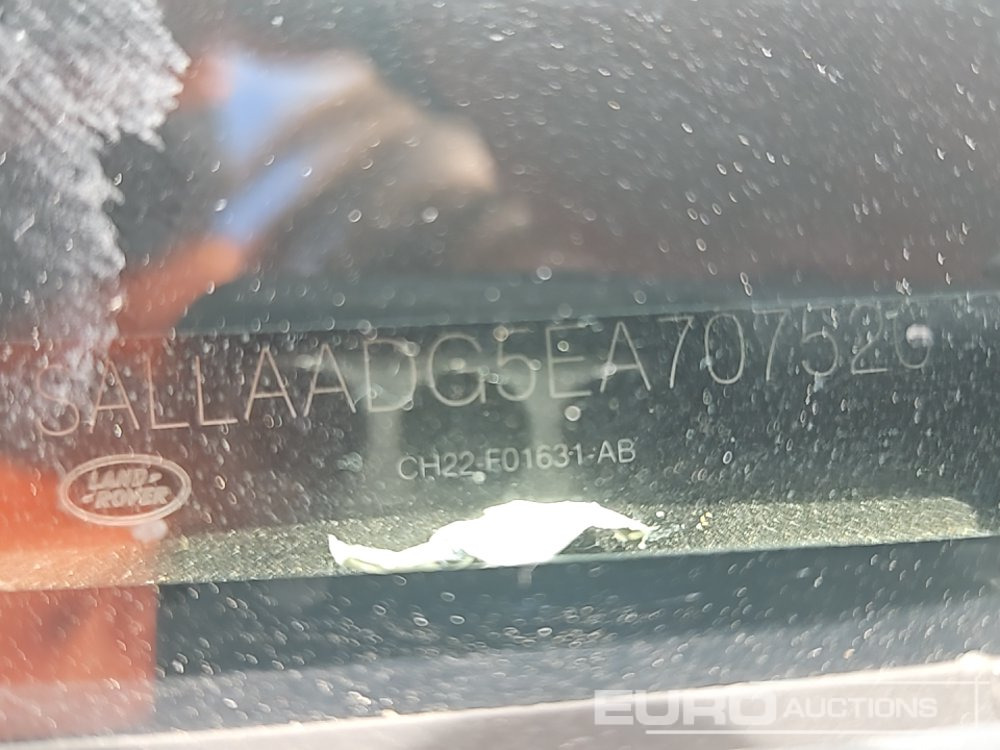 SALLAADG5EA707520
CH22-F01631-AB
LAND-
-ROVER
EURO AUCTIONS